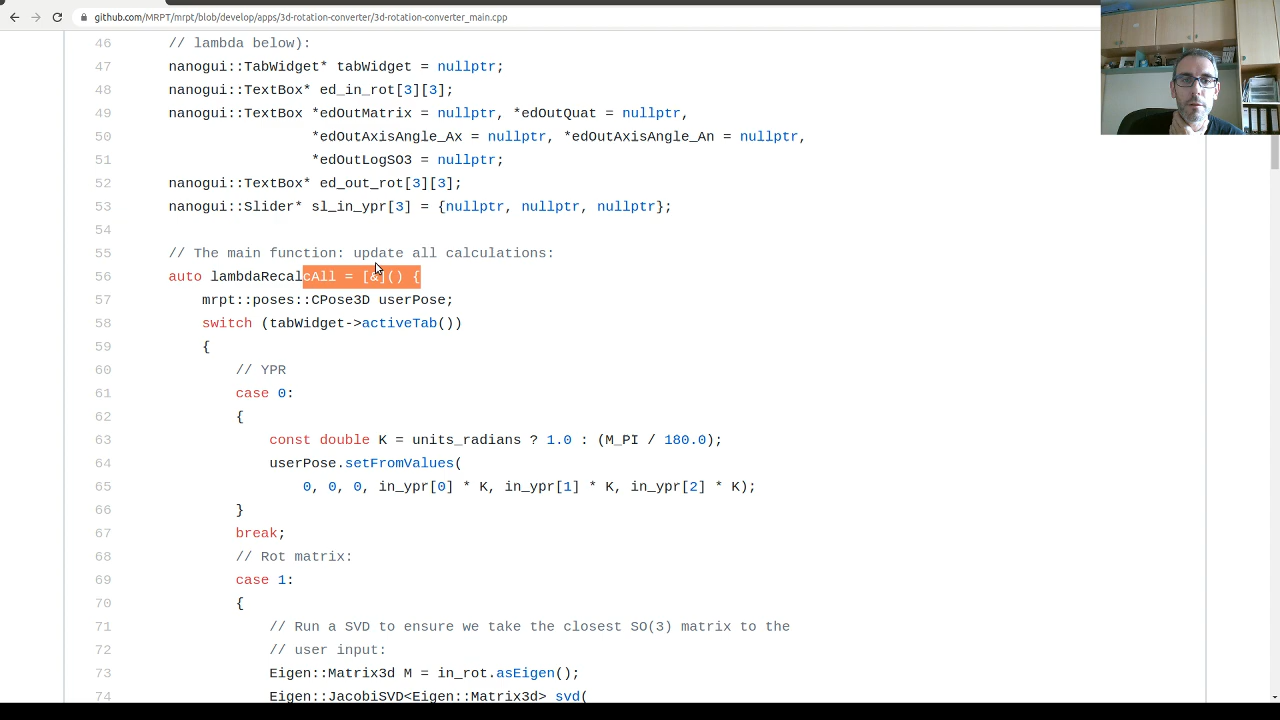 github.com/MRPT/mrpt/blob/develop/apps/3d-rotation-converter/3d-rotation-converter_main.cpp
46 // lambda below):
47 nanogui::TabWidget* tabWidget = nullptr;
48 nanogui::TextBox* ed_in_rot[3][3];
49 nanogui::TextBox *edOutMatrix = nullptr, *edOutQuat = nullptr,
50 *edOutAxisAngle_Ax = nullptr, *edOutAxisAngle_An = nullptr,
51 *edOutLogSO3 = nullptr;
52 nanogui::TextBox* ed_out_rot[3][3];
53 nanogui::Slider* sl_in_ypr[3] = {nullptr, nullptr, nullptr};
54
55 // The main function: update all calculations:
56 auto lambdaRecalcAll = [&]() {
57 mrpt::poses::CPose3D userPose;
58 switch (tabWidget->activeTab())
59 {
60 // YPR
61 case 0:
62 {
63 const double K = units_radians ? 1.0 : (M_PI / 180.0);
64 userPose.setFromValues(
65 0, 0, 0, in_ypr[0] * K, in_ypr[1] * K, in_ypr[2] * K);
66 }
67 break;
68 // Rot matrix:
69 case 1:
70 {
71 // Run a SVD to ensure we take the closest SO(3) matrix to the
72 // user input:
73 Eigen::Matrix3d M = in_rot.asEigen();
74 Eigen::JacobiSVD<Eigen::Matrix3d> svd(